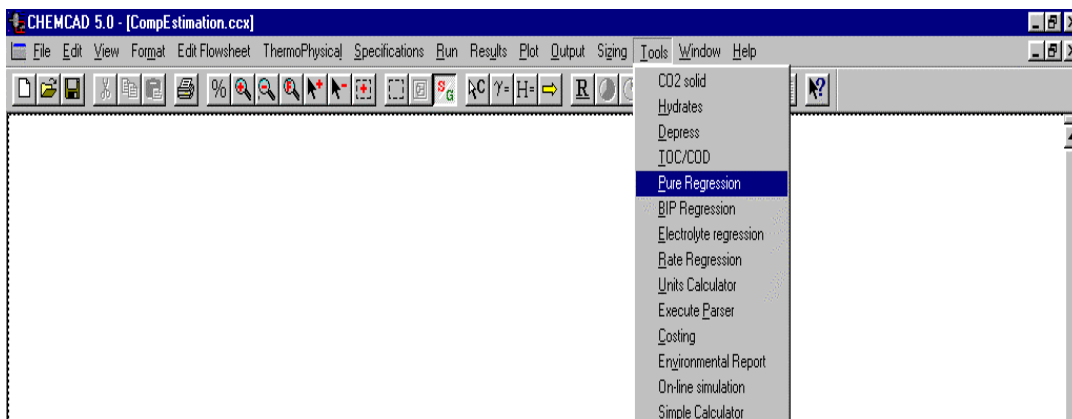 CHEMCAD 5.0 - [CompEstimation.ccx]
File Edit View Format Edit Flowsheet ThermoPhysical Specifications Run Results Plot Output Sizing Tools Window Help
% E S/G C γ= H= R ?
CO2 solid
Hydrates
Depress
TOC/COD
Pure Regression
BIP Regression
Electrolyte regression
Rate Regression
Units Calculator
Execute Parser
Costing
Environmental Report
On-line simulation
Simple Calculator